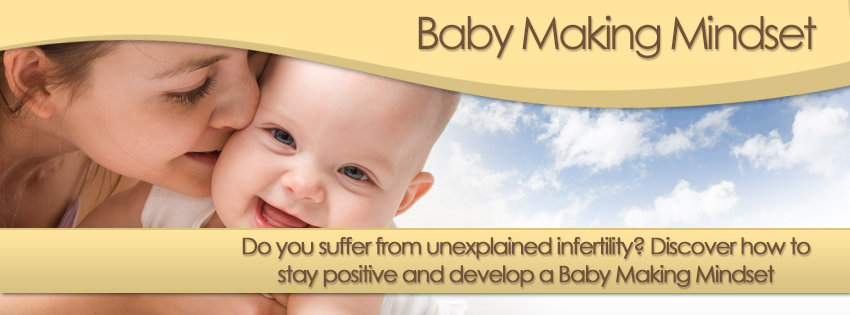 Baby Making Mindset
Do you suffer from unexplained infertility? Discover how to
stay positive and develop a Baby Making Mindset